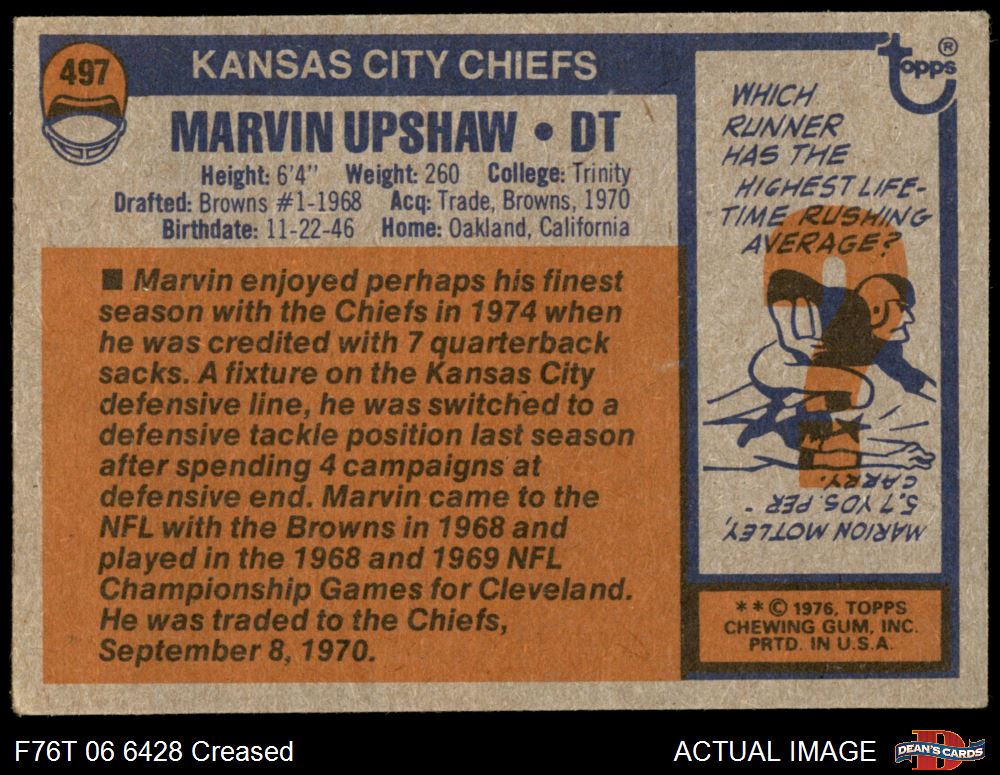 497
KANSAS CITY CHIEFS
MARVIN UPSHAW • DT
Height: 6'4" Weight: 260 College: Trinity
Drafted: Browns #1-1968 Acq: Trade, Browns, 1970
Birthdate: 11-22-46 Home: Oakland, California
■ Marvin enjoyed perhaps his finest
season with the Chiefs in 1974 when
he was credited with 7 quarterback
sacks. A fixture on the Kansas City
defensive line, he was switched to a
defensive tackle position last season
after spending 4 campaigns at
defensive end. Marvin came to the
NFL with the Browns in 1968 and
played in the 1968 and 1969 NFL
Championship Games for Cleveland.
He was traded to the Chiefs,
September 8, 1970.
topps®
WHICH
RUNNER
HAS THE
HIGHEST LIFE-
TIME RUSHING
AVERAGE?
MARION MOTLEY,
5.7 YDS. PER -
CARRY.
**© 1976, TOPPS
CHEWING GUM, INC.
PRTD. IN U.S.A.
F76T 06 6428 Creased
ACTUAL IMAGE
D
DEAN'S CARDS